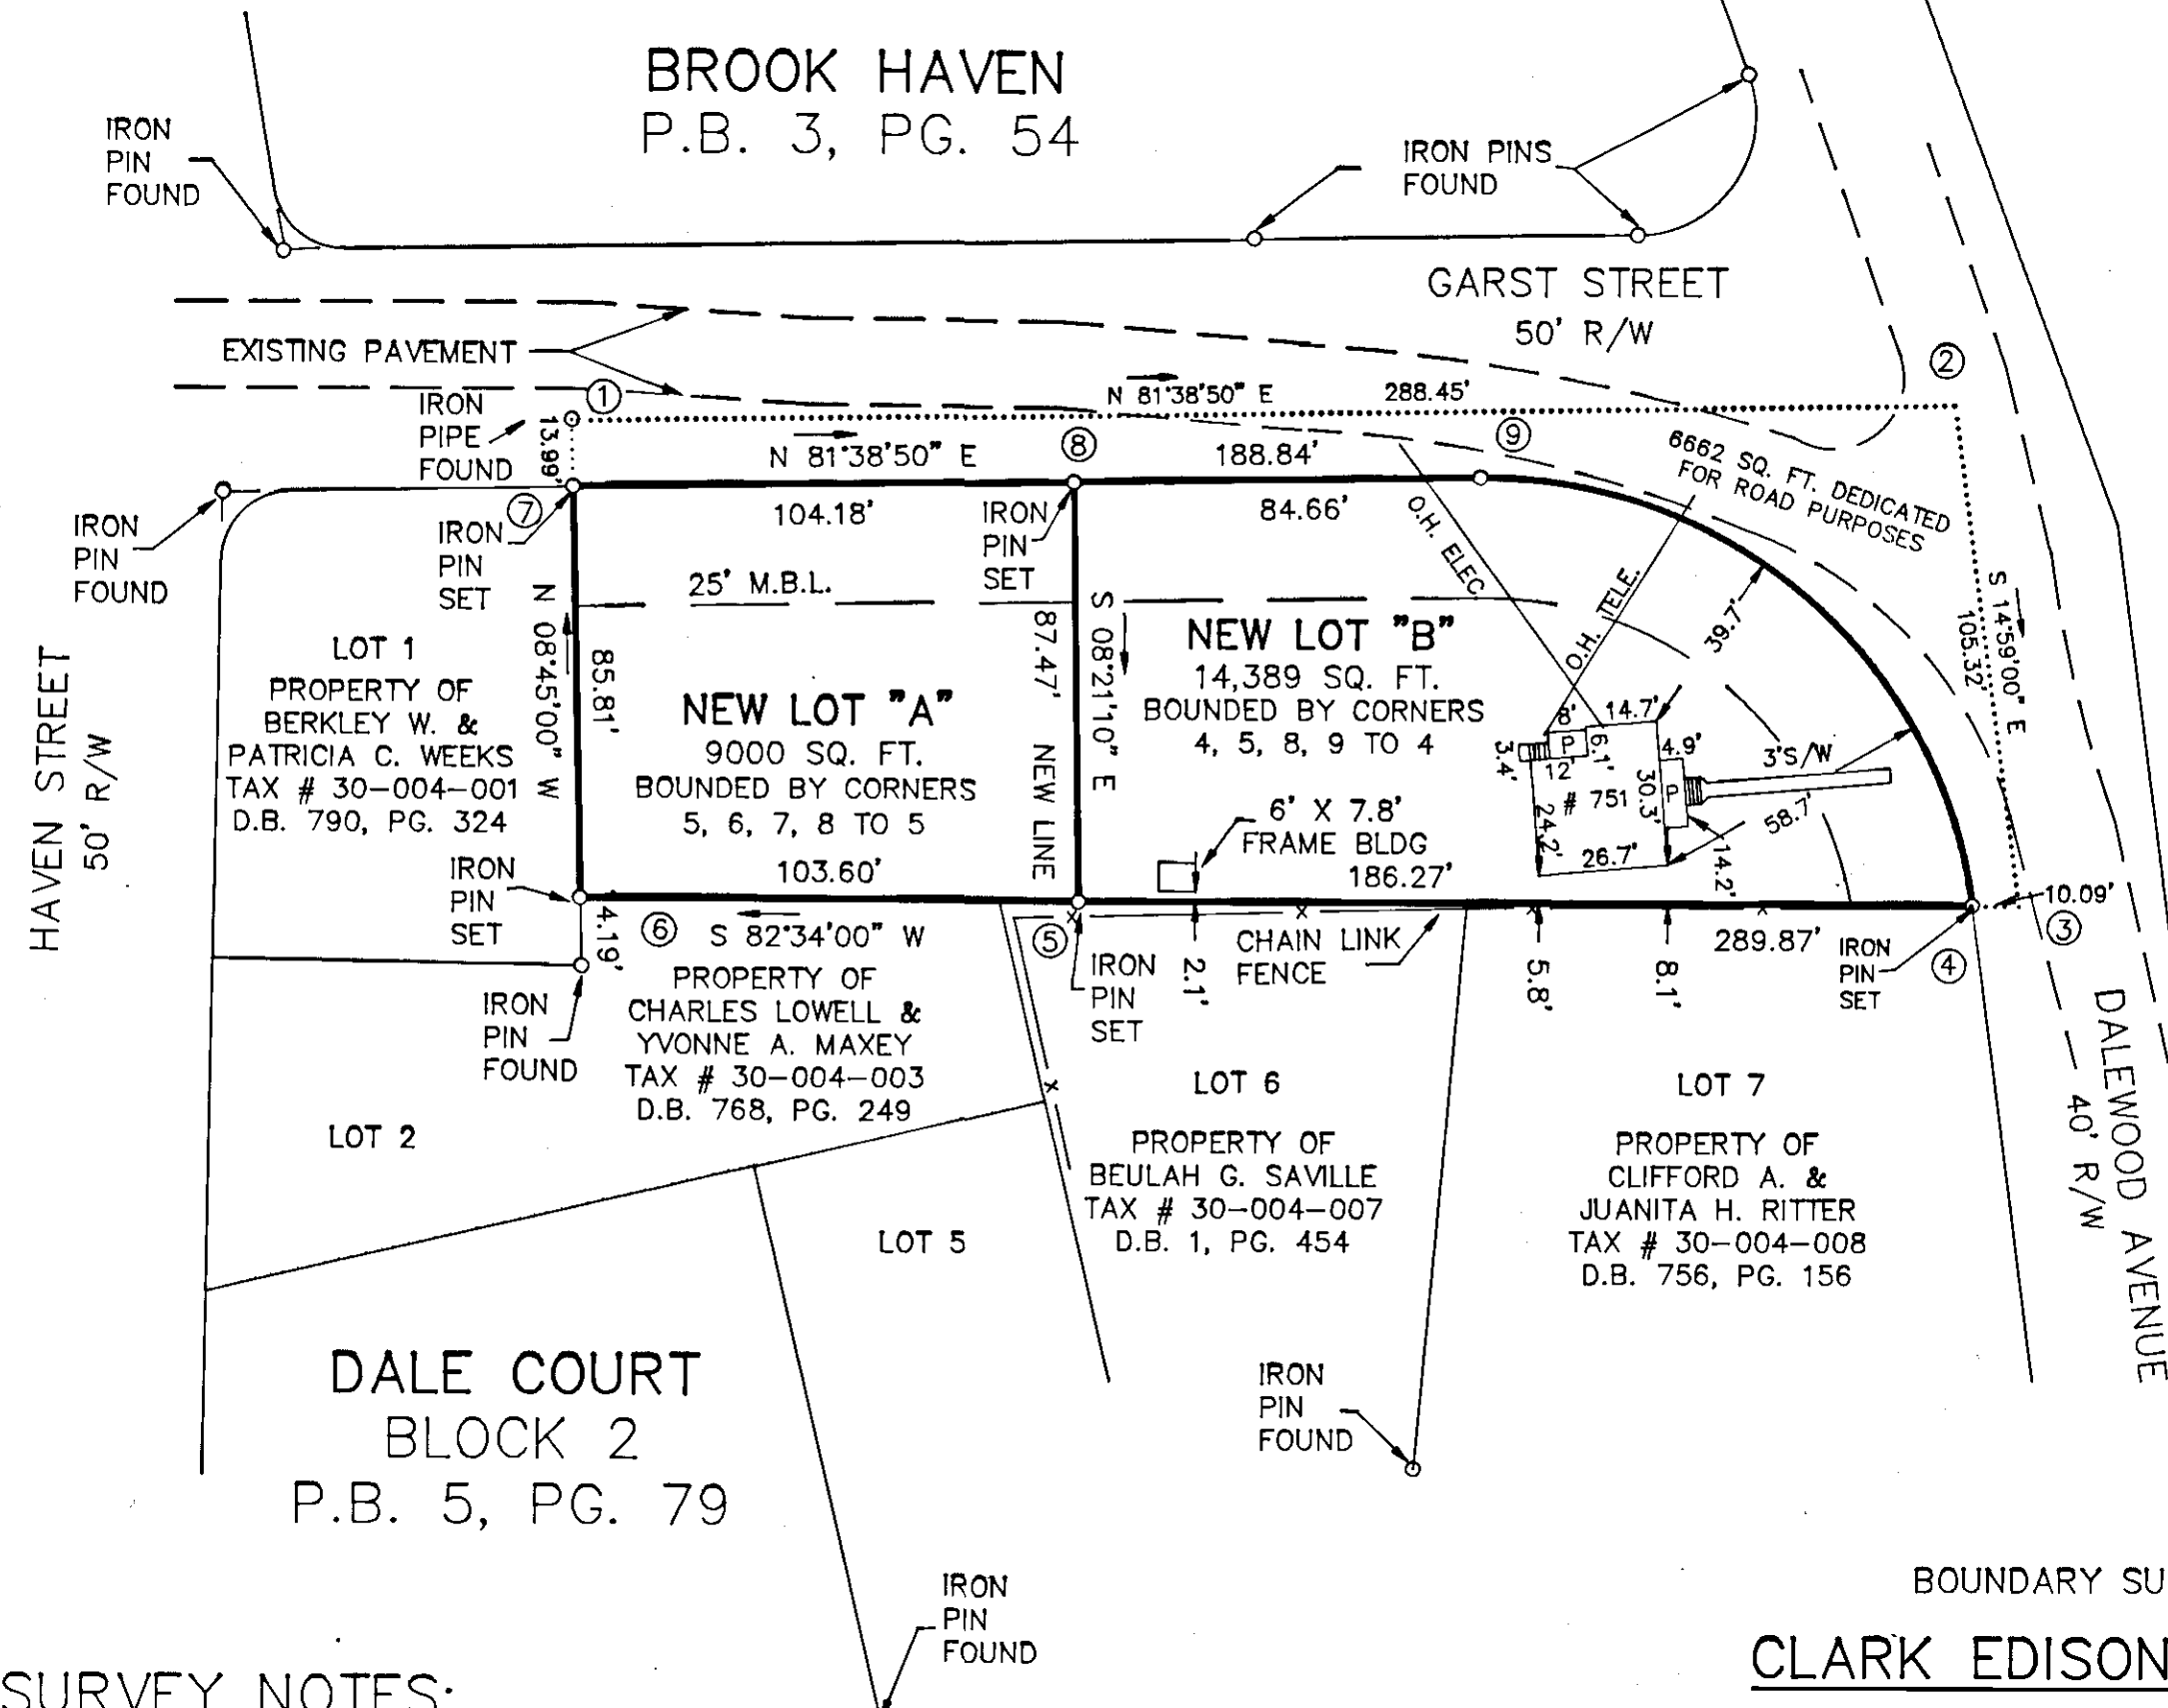 BROOK HAVEN
P.B. 3, PG. 54
IRON
PIN
FOUND
IRON PINS
FOUND
GARST STREET
50' R/W
EXISTING PAVEMENT
1
2
N 81°38'50" E
288.45'
IRON
PIPE
FOUND
13.99'
N 81°38'50" E
8
188.84'
9
6662 SQ. FT. DEDICATED
FOR ROAD PURPOSES
IRON
PIN
FOUND
7
IRON
PIN
SET
104.18'
IRON
PIN
SET
84.66'
O.H. ELEC.
O.H. TELE.
39.7'
S 14°59'00" E
105.32'
25' M.B.L.
N 08°45'00" W
85.81'
87.47'
NEW LINE
S 08°21'10" E
HAVEN STREET
50' R/W
LOT 1
PROPERTY OF
BERKLEY W. &
PATRICIA C. WEEKS
TAX # 30-004-001
D.B. 790, PG. 324
NEW LOT "A"
9000 SQ. FT.
BOUNDED BY CORNERS
5, 6, 7, 8 TO 5
103.60'
NEW LOT "B"
14,389 SQ. FT.
BOUNDED BY CORNERS
4, 5, 8, 9 TO 4
8'
14.7'
P
6.1'
3.4'
12'
4.9'
3'S/W
# 751
30.3'
P
24.2'
58.7'
26.7'
14.2'
6' X 7.8'
FRAME BLDG
186.27'
IRON
PIN
SET
4.19'
6
S 82°34'00" W
5
IRON
PIN
SET
2.1'
CHAIN LINK
FENCE
5.8'
8.1'
289.87'
IRON
PIN
SET
4
10.09'
3
IRON
PIN
FOUND
PROPERTY OF
CHARLES LOWELL &
YVONNE A. MAXEY
TAX # 30-004-003
D.B. 768, PG. 249
LOT 2
LOT 5
LOT 6
PROPERTY OF
BEULAH G. SAVILLE
TAX # 30-004-007
D.B. 1, PG. 454
LOT 7
PROPERTY OF
CLIFFORD A. &
JUANITA H. RITTER
TAX # 30-004-008
D.B. 756, PG. 156
DALEWOOD AVENUE
40' R/W
DALE COURT
BLOCK 2
P.B. 5, PG. 79
IRON
PIN
FOUND
IRON
PIN
FOUND
BOUNDARY SU
CLARK EDISON
SURVEY NOTES: